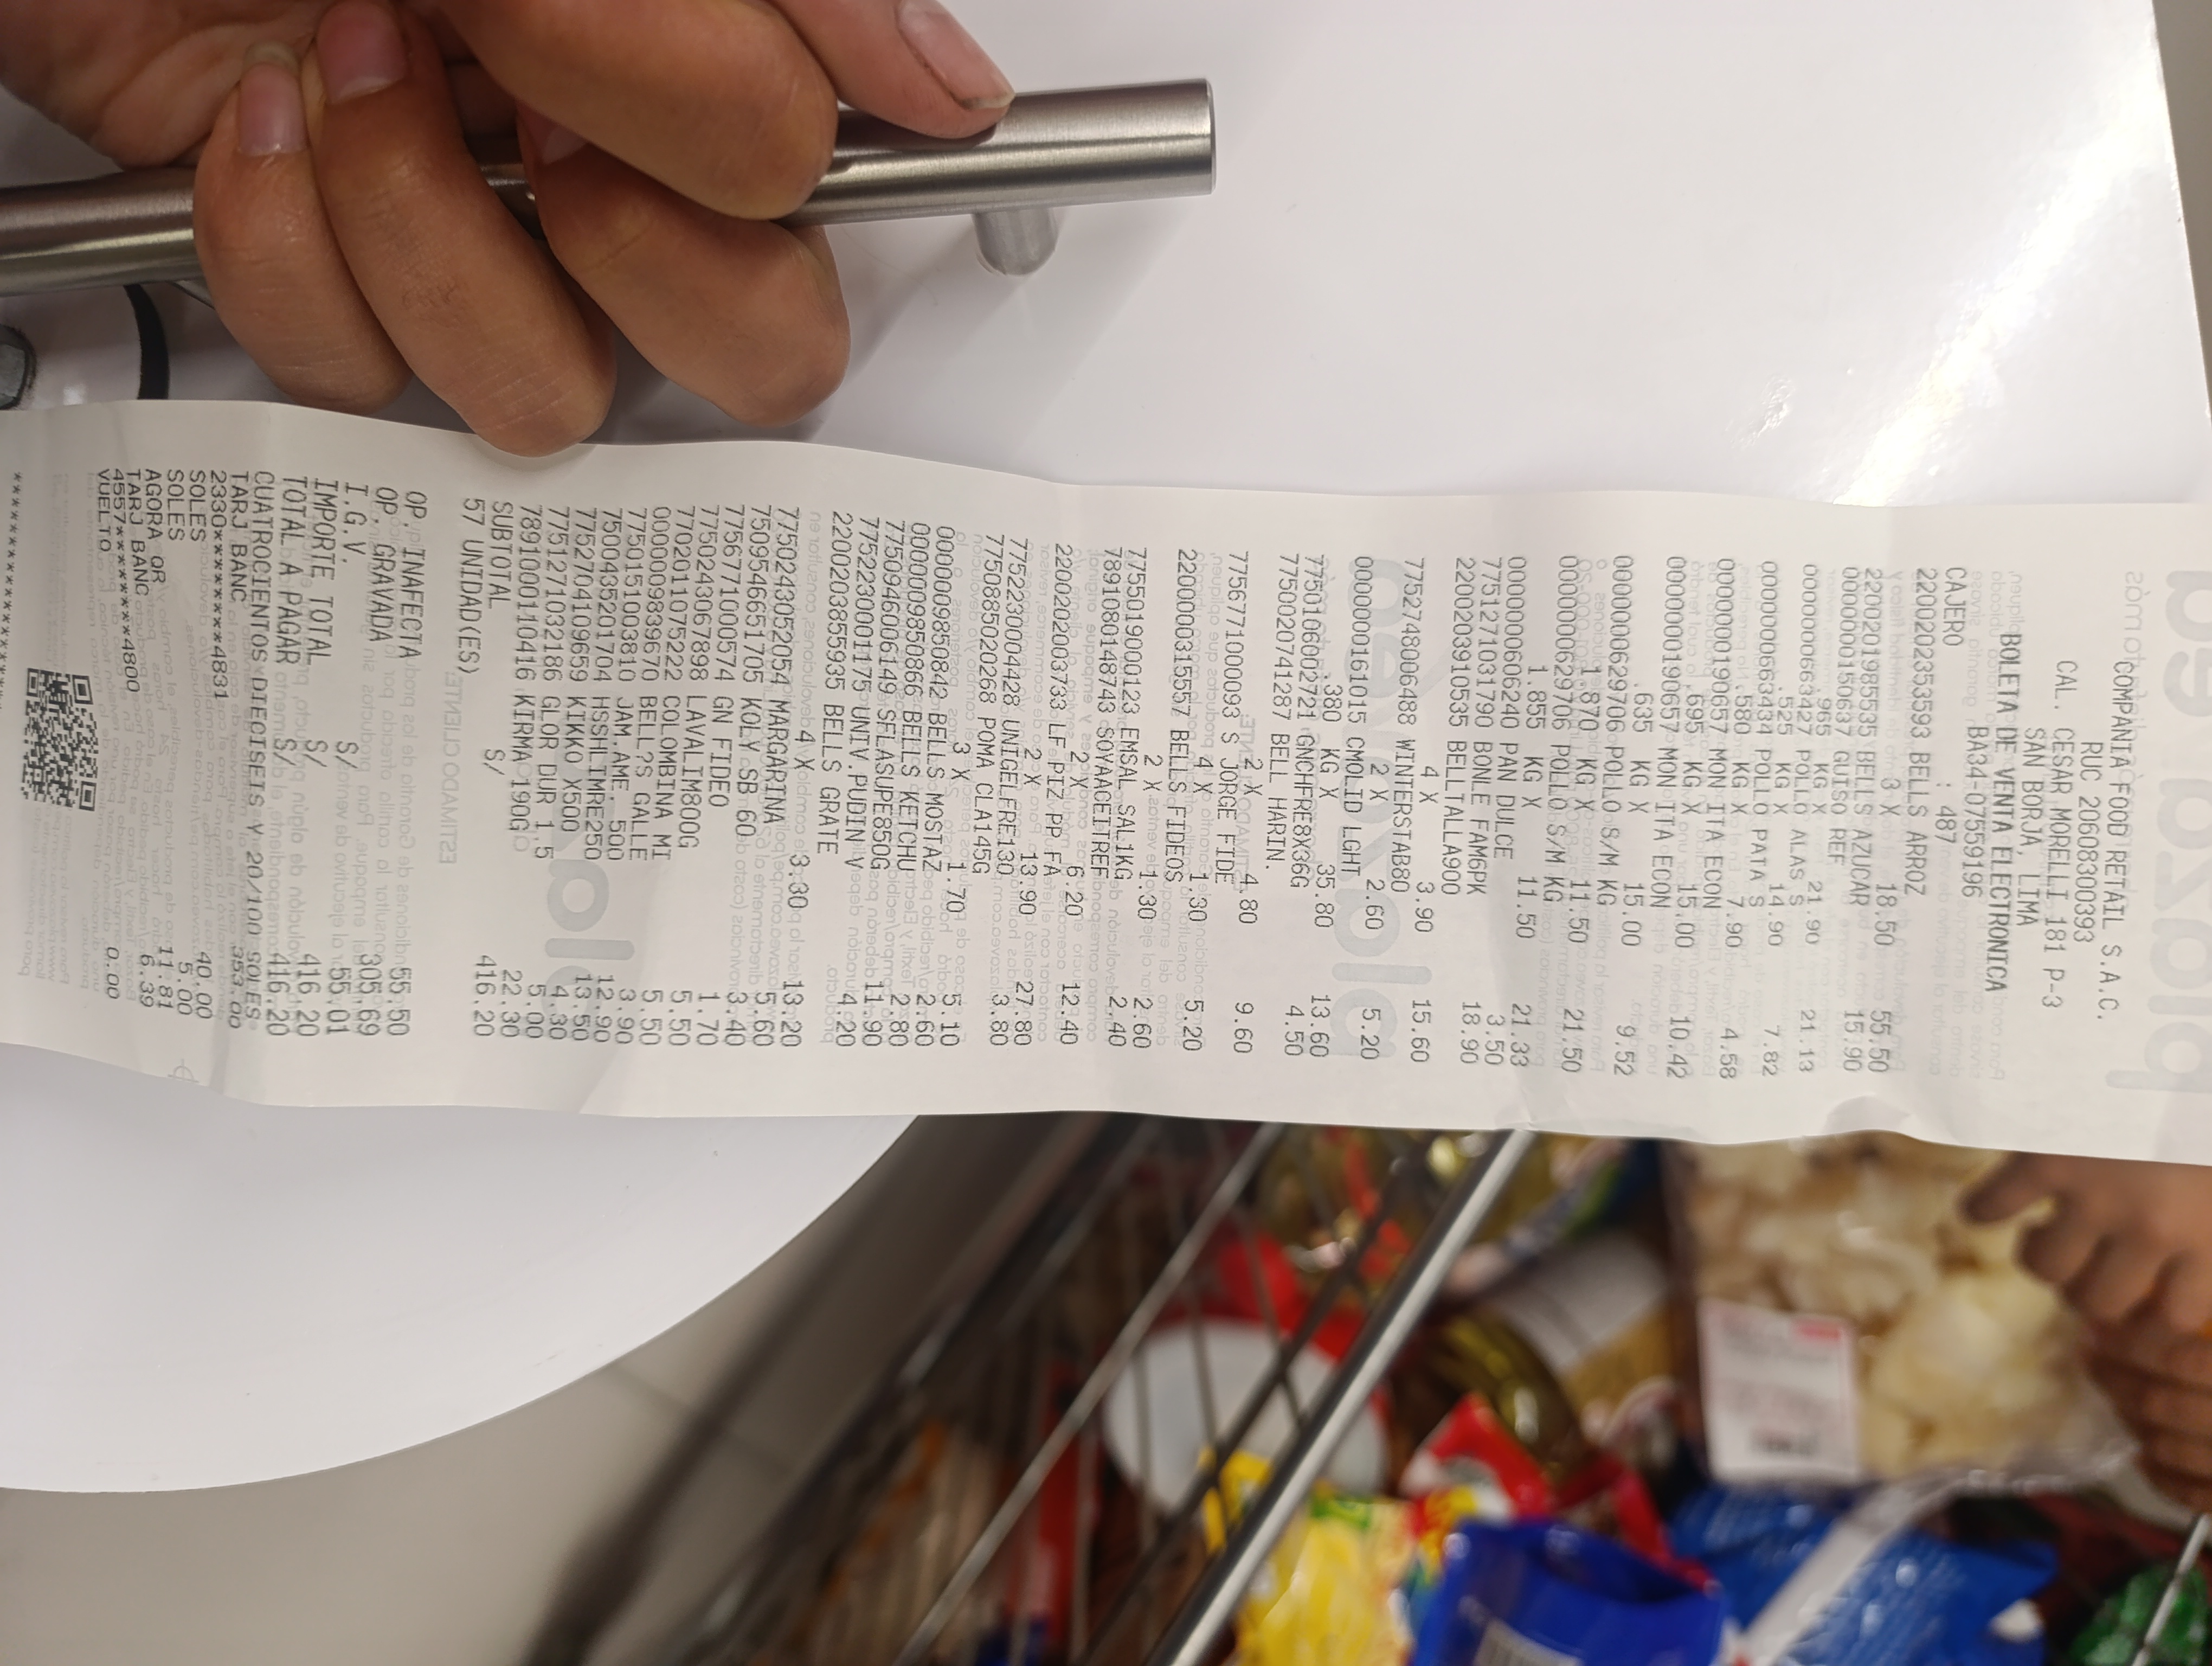 COMPAÑIA FOOD RETAIL S.A.C.
RUC 20608300393
CAL. CESAR MORELLI 181 P-3
SAN BORJA, LIMA
BOLETA DE VENTA ELECTRONICA
BA34-07559196
CAJERO : 487
2200202353593 BELLS ARROZ
3 X 18.50 55.50
2200201985535 BELLS AZUCAR 15.90
0000000015063 GUISO REF
.965 KG X 21.90 21.13
0000000663427 POLLO ALAS S
.525 KG X 14.90 7.82
0000000663434 POLLO PATA S
.580 KG X 7.90 4.58
0000000190657 MON ITA ECON
.695 KG X 15.00 10.42
0000000190657 MON ITA ECON
.635 KG X 15.00 9.52
0000000629706 POLLO S/M KG
1.870 KG X 11.50 21.50
0000000629706 POLLO S/M KG
1.855 KG X 11.50 21.33
0000000606240 PAN DULCE 3.50
7751271031790 BONLE FAM6PK 18.90
2200203910535 BELLTALLA900
4 X 3.90 15.60
7752748006488 WINTERSTAB80
2 X 2.60 5.20
0000000161015 CMOLID LGHT
.380 KG X 35.80 13.60
7750106002721 GNCHFRE8X36G 4.50
7750020741287 BELL HARIN.
2 X 4.80 9.60
7756771000093 S JORGE FIDE
4 X 1.30 5.20
2200000315557 BELLS FIDEOS
2 X 1.30 2.60
7755019000123 EMSAL SAL1KG 2.40
7891080148743 SOYAACEITREF
2 X 6.20 12.40
2200202003733 LF PIZ PP FA
2 X 13.90 27.80
7752230004428 UNIGELFRE130 3.80
7750885020268 POMA CLA145G
3 X 1.70 5.10
0000009850842 BELLS MOSTAZ 2.60
0000009850866 BELLS KETCHU 2.80
7750946006149 SFLASUPE850G 11.90
7752230001175 UNIV.PUDIN V 4.20
2200203855935 BELLS GRATE
4 X 3.30 13.20
7750243052054 MARGARINA 5.60
7509546651705 KOLY SB 60 3.40
7756771000574 GN FIDEO 1.70
7750243067898 LAVALIM800G 5.50
7702011075222 COLOMBINA MI 5.50
0000009839670 BELL?S GALLE 3.90
7750151003810 JAM.AME. 500 12.90
7500435201704 HSSHLIMRE250 13.50
7752704109659 KIKKO X500 4.30
7751271032186 GLOR DUR 1.5 5.00
7891000110416 KIRMA 190G 22.30
SUBTOTAL S/ 416.20
57 UNIDAD(ES)
OP. INAFECTA 55.50
OP. GRAVADA 305.69
I.G.V. S/ 55.01
IMPORTE TOTAL S/ 416.20
TOTAL A PAGAR S/ 416.20
CUATROCIENTOS DIECISEIS Y 20/100 SOLES
TARJ BANC 353.00
2330**********4831
SOLES 40.00
SOLES 5.00
AGORA QR 11.81
TARJ BANC 6.39
4557********4800
VUELTO 0.00